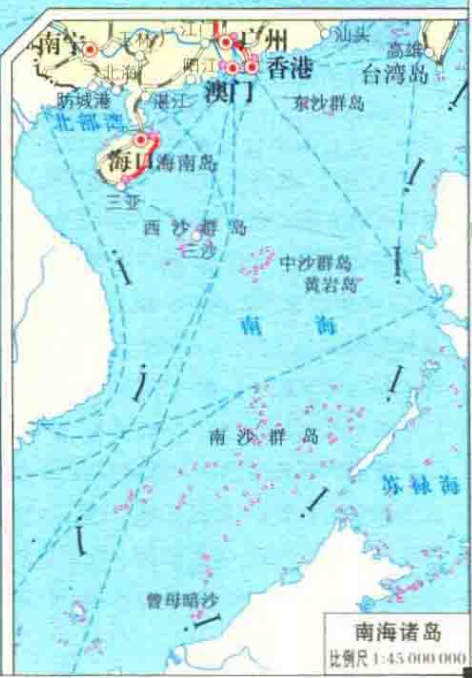 南宁
玉林
广州
汕头
高雄
北海
阳江
香港
台湾岛
防城港
湛江
澳门
东沙群岛
北部湾
海口
海南岛
三亚
西沙群岛
三沙
中沙群岛
黄岩岛
南海
南沙群岛
曾母暗沙
南海诸岛
比例尺 1:45 000 000